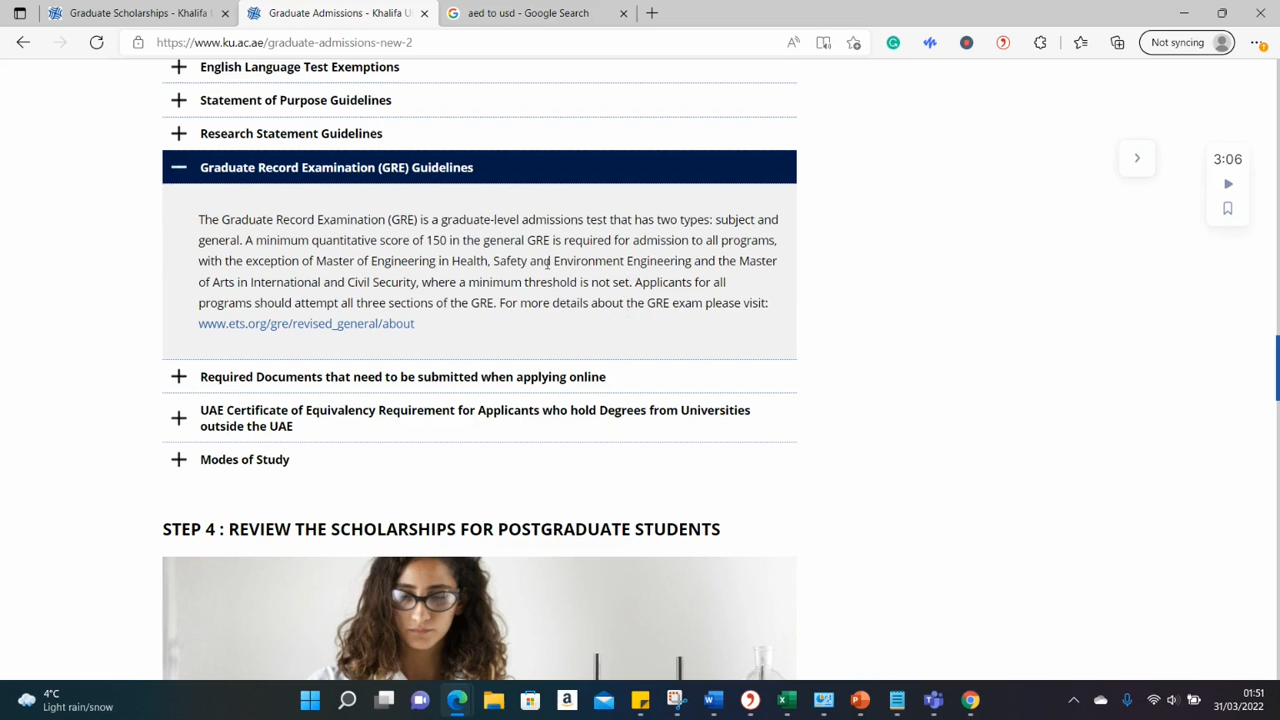 Graduate Scholarships - Khalifa U
Graduate Admissions - Khalifa U
aed to usd - Google Search
https://www.ku.ac.ae/graduate-admissions-new-2
Not syncing
English Language Test Exemptions
Statement of Purpose Guidelines
Research Statement Guidelines
Graduate Record Examination (GRE) Guidelines
3:06
The Graduate Record Examination (GRE) is a graduate-level admissions test that has two types: subject and
general. A minimum quantitative score of 150 in the general GRE is required for admission to all programs,
with the exception of Master of Engineering in Health, Safety and Environment Engineering and the Master
of Arts in International and Civil Security, where a minimum threshold is not set. Applicants for all
programs should attempt all three sections of the GRE. For more details about the GRE exam please visit:
www.ets.org/gre/revised_general/about
Required Documents that need to be submitted when applying online
UAE Certificate of Equivalency Requirement for Applicants who hold Degrees from Universities
outside the UAE
Modes of Study
STEP 4 : REVIEW THE SCHOLARSHIPS FOR POSTGRADUATE STUDENTS
4°C
Light rain/snow
01:51
31/03/2022